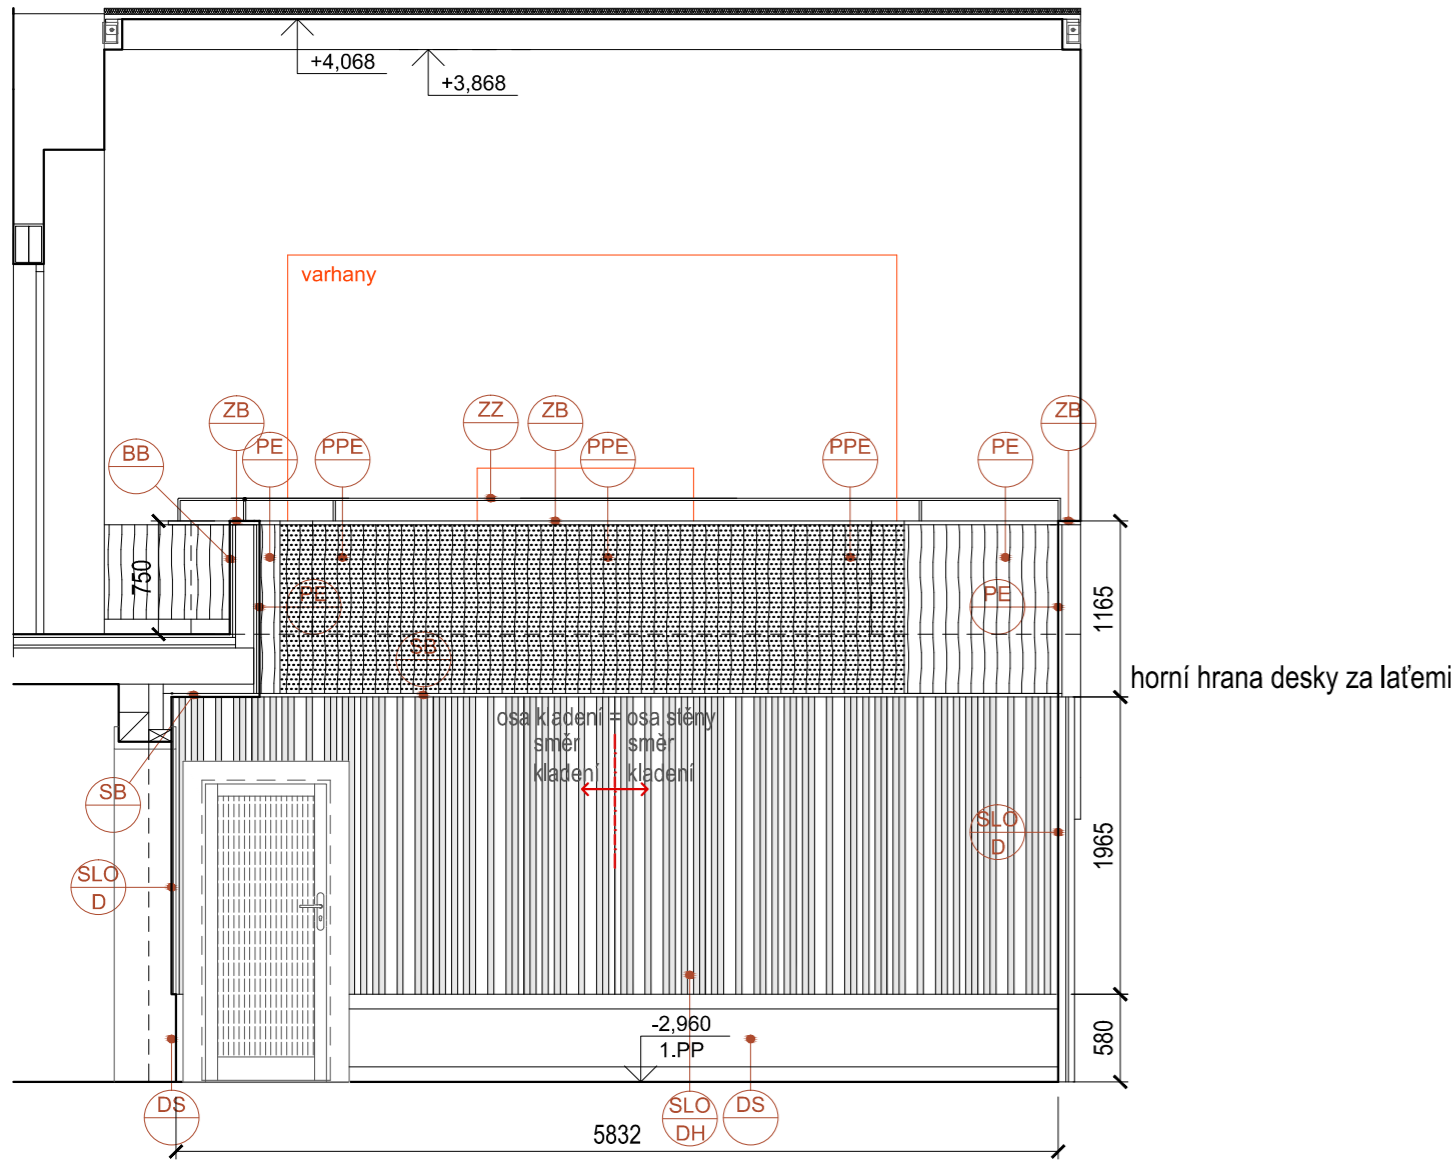 +4,068
+3,868
varhany
ZB
ZZ
ZB
ZB
BB
PE
PPE
PPE
PPE
PE
750
PE
PE
1165
SB
horní hrana desky za laťemi
osa kladení = osa stěny
směr směr
kladení kladení
SB
SLO
D
1965
SLO
D
-2,960
1.PP
580
DS
SLO
DH
DS
5832